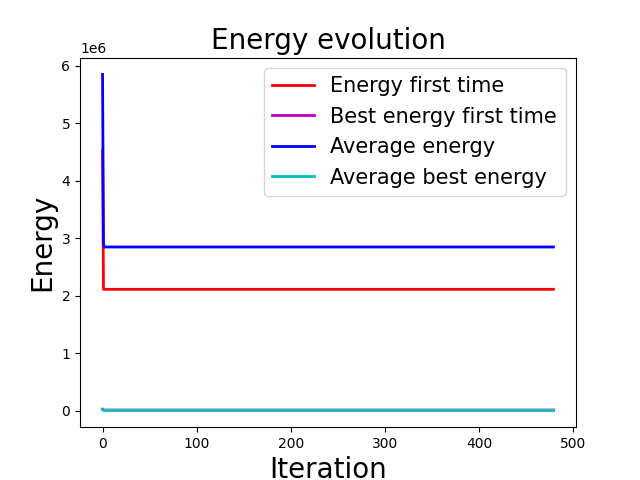 Energy evolution
1e6
Energy first time
Best energy first time
Average energy
Average best energy
Energy
6
5
4
3
2
1
0
0 100 200 300 400 500
Iteration